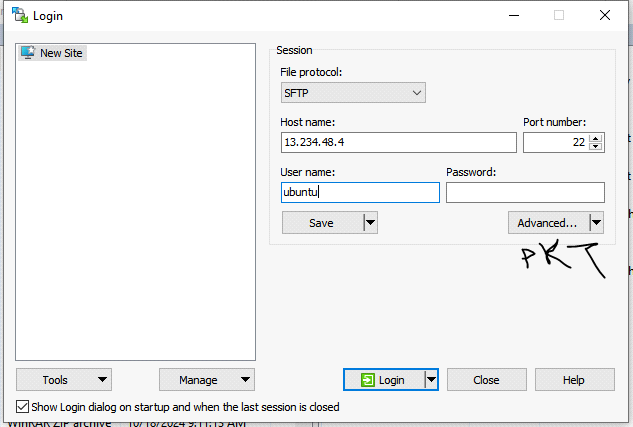 Login
New Site
Session
File protocol:
SFTP
Host name:
Port number:
13.234.48.4
22
User name:
Password:
ubuntu
Save
Advanced...
PKT
Tools
Manage
Login
Close
Help
Show Login dialog on startup and when the last session is closed
WinRAR ZIP archive
10/18/2024 9:11:13 AM